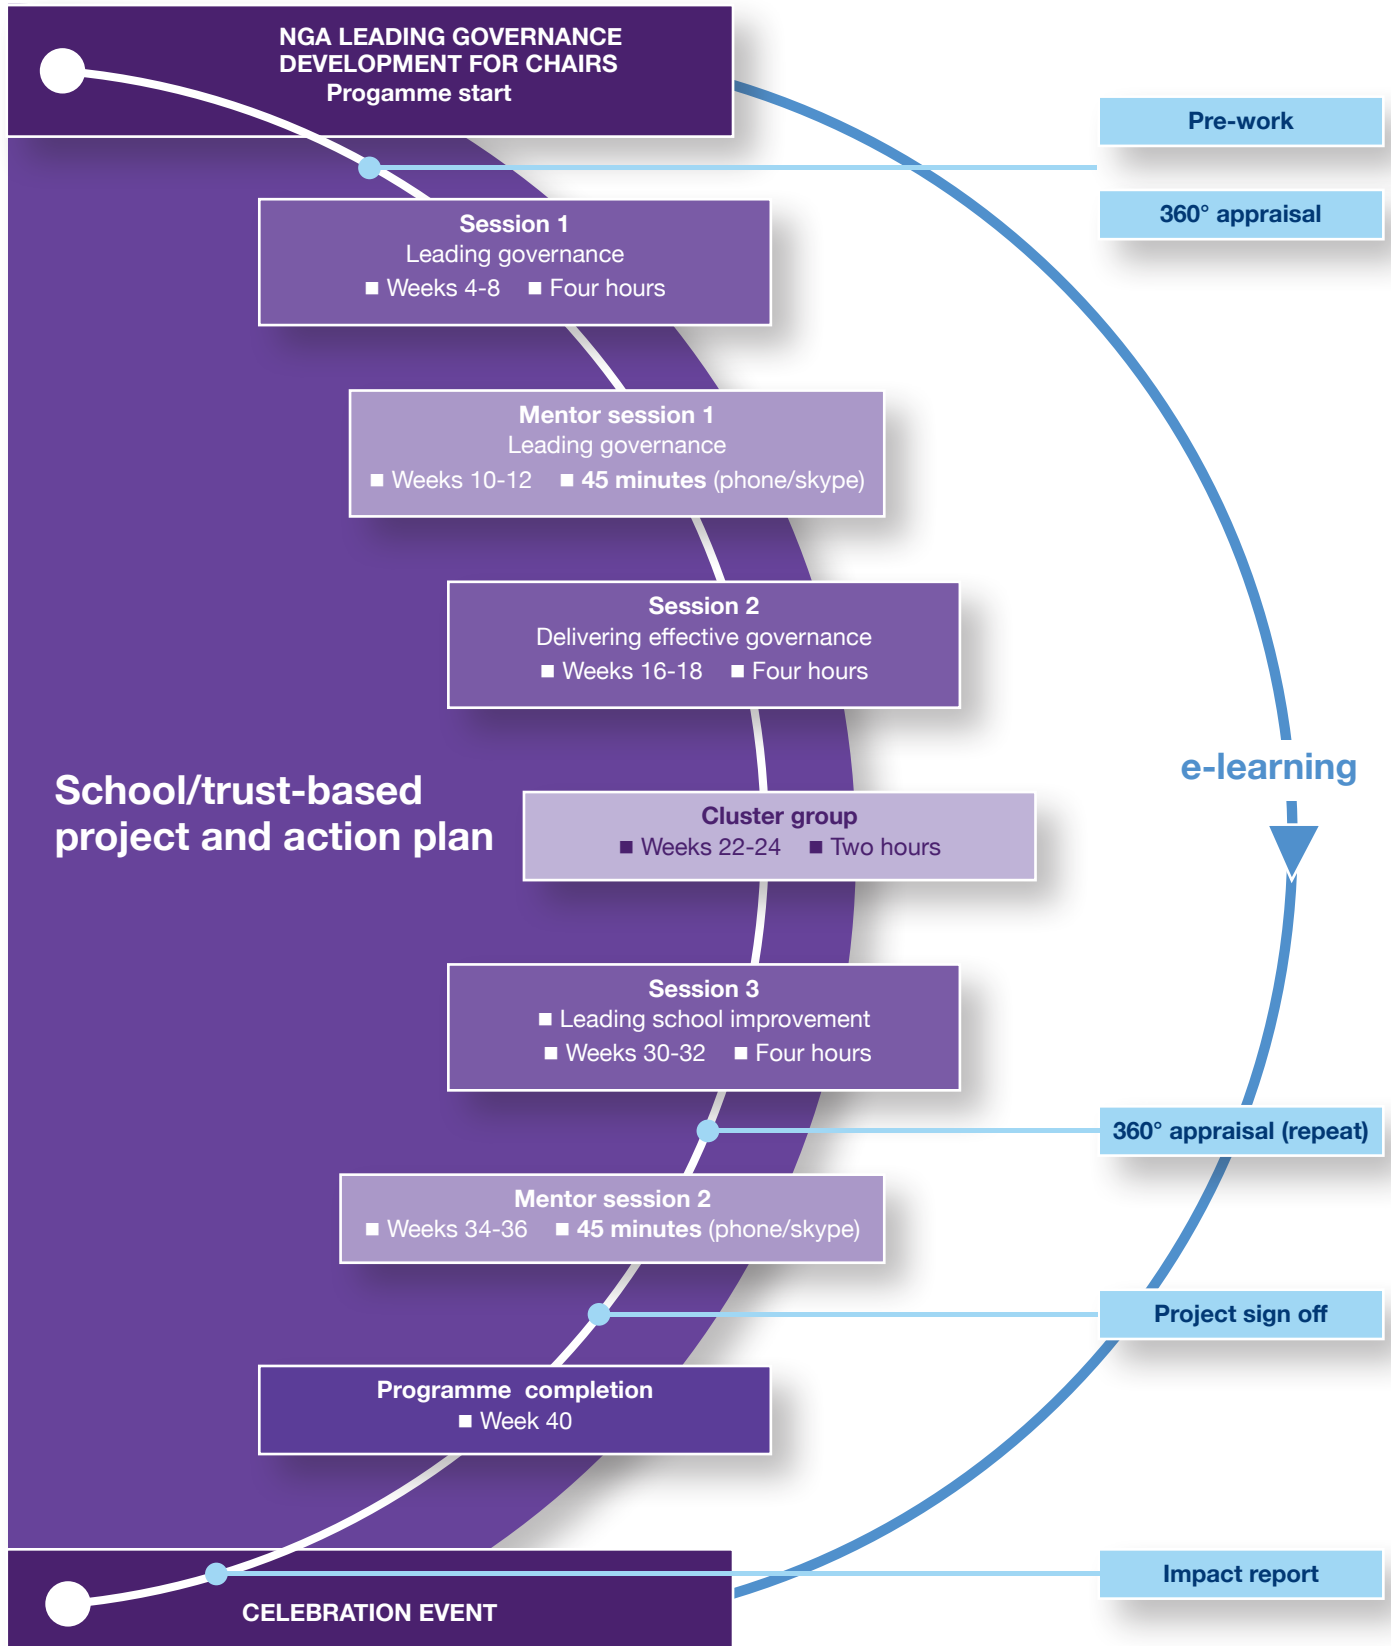 NGA LEADING GOVERNANCE
DEVELOPMENT FOR CHAIRS
Progamme start
Pre-work
360° appraisal
Session 1
Leading governance
■ Weeks 4-8 ■ Four hours
Mentor session 1
Leading governance
■ Weeks 10-12 ■ 45 minutes (phone/skype)
Session 2
Delivering effective governance
■ Weeks 16-18 ■ Four hours
e-learning
School/trust-based
project and action plan
Cluster group
■ Weeks 22-24 ■ Two hours
Session 3
■ Leading school improvement
■ Weeks 30-32 ■ Four hours
360° appraisal (repeat)
Mentor session 2
■ Weeks 34-36 ■ 45 minutes (phone/skype)
Project sign off
Programme completion
■ Week 40
Impact report
CELEBRATION EVENT